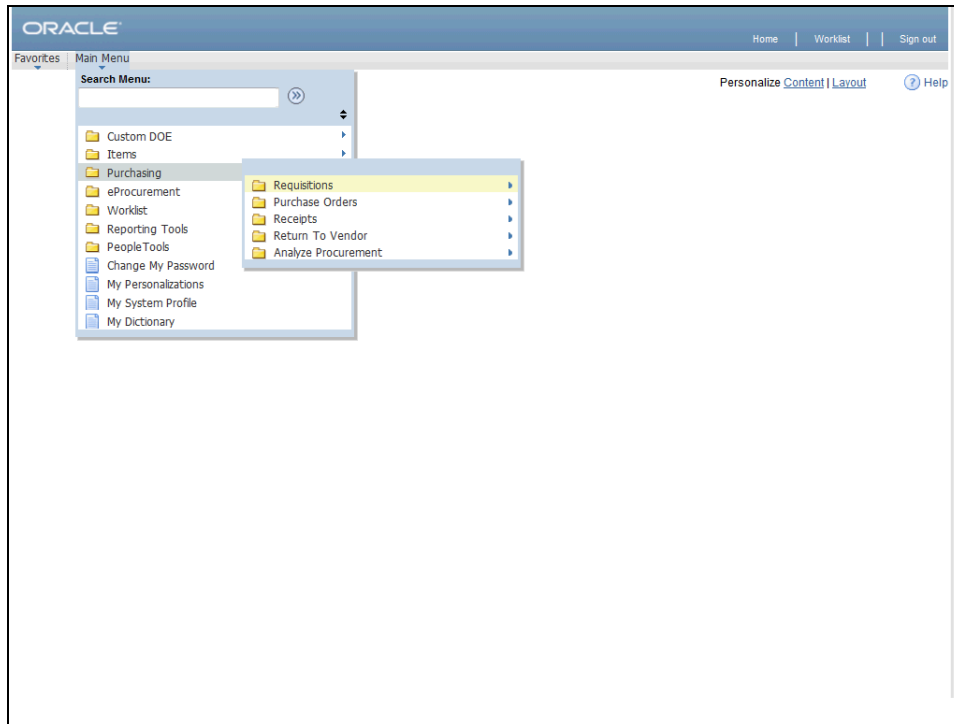 ORACLE
Home | Worklist | | Sign out
Favorites Main Menu
Search Menu:
Personalize Content | Layout ? Help
Custom DOE
Items
Purchasing
eProcurement
Worklist
Reporting Tools
PeopleTools
Change My Password
My Personalizations
My System Profile
My Dictionary
Requisitions
Purchase Orders
Receipts
Return To Vendor
Analyze Procurement